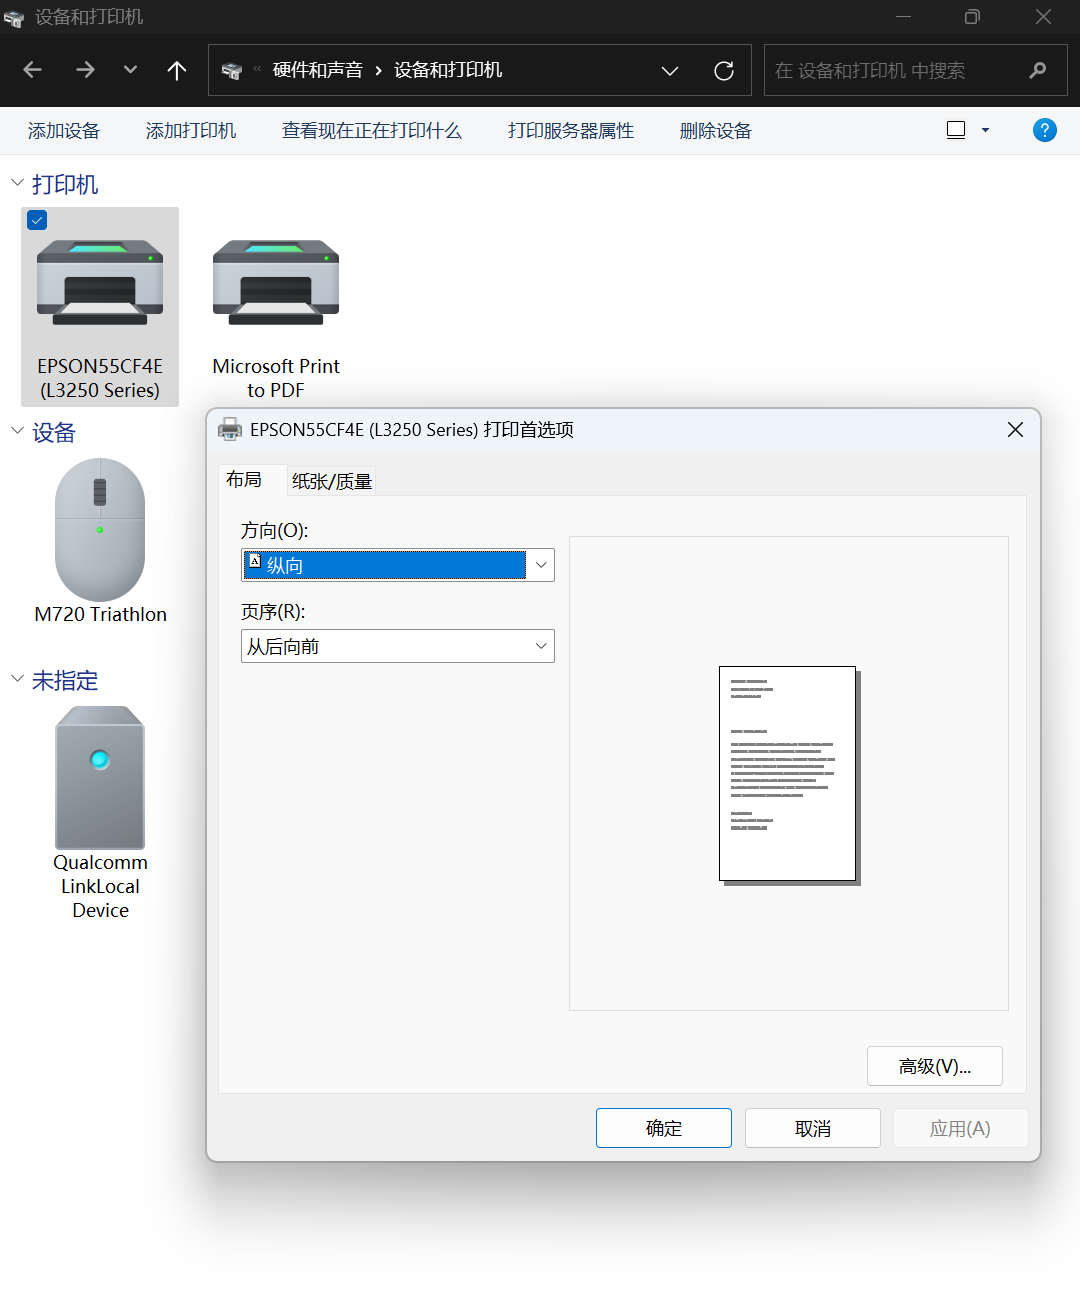 设备和打印机
« 硬件和声音 › 设备和打印机
在 设备和打印机 中搜索
添加设备 添加打印机 查看现在正在打印什么 打印服务器属性 删除设备
?
打印机
EPSON55CF4E
(L3250 Series)
Microsoft Print
to PDF
设备
M720 Triathlon
未指定
Qualcomm
LinkLocal
Device
EPSON55CF4E (L3250 Series) 打印首选项
布局 纸张/质量
方向(O):
A 纵向
页序(R):
从后向前
高级(V)...
确定 取消 应用(A)